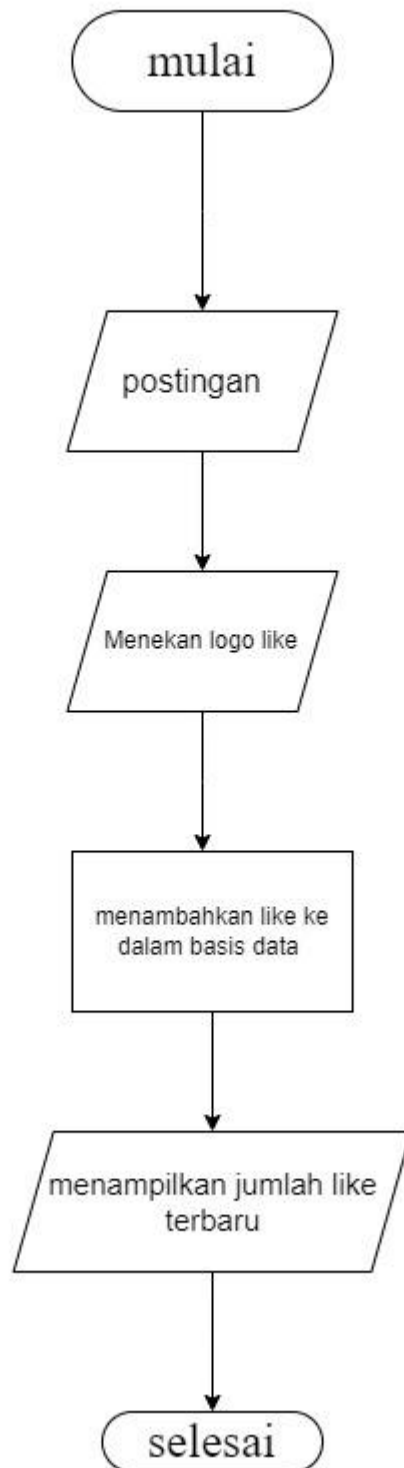 mulai
postingan
Menekan logo like
menambahkan like ke
dalam basis data
menampilkan jumlah like
terbaru
selesai